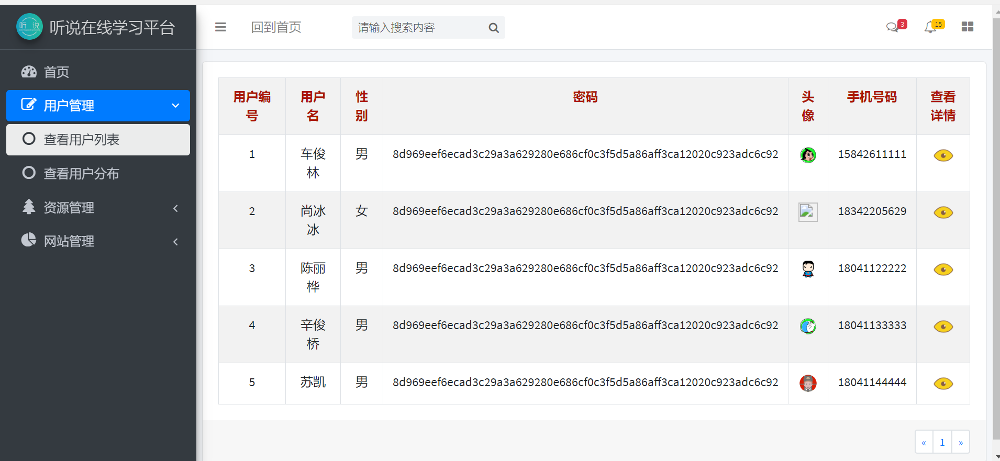 听说在线学习平台
回到首页
请输入搜索内容
3
15
首页
用户管理
查看用户列表
查看用户分布
资源管理
网站管理
用户编号 用户名 性别 密码 头像 手机号码 查看详情
1 车俊林 男 8d969eef6ecad3c29a3a629280e686cf0c3f5d5a86aff3ca12020c923adc6c92 15842611111
2 尚冰冰 女 8d969eef6ecad3c29a3a629280e686cf0c3f5d5a86aff3ca12020c923adc6c92 18342205629
3 陈丽桦 男 8d969eef6ecad3c29a3a629280e686cf0c3f5d5a86aff3ca12020c923adc6c92 18041122222
4 辛俊桥 男 8d969eef6ecad3c29a3a629280e686cf0c3f5d5a86aff3ca12020c923adc6c92 18041133333
5 苏凯 男 8d969eef6ecad3c29a3a629280e686cf0c3f5d5a86aff3ca12020c923adc6c92 18041144444
« 1 »